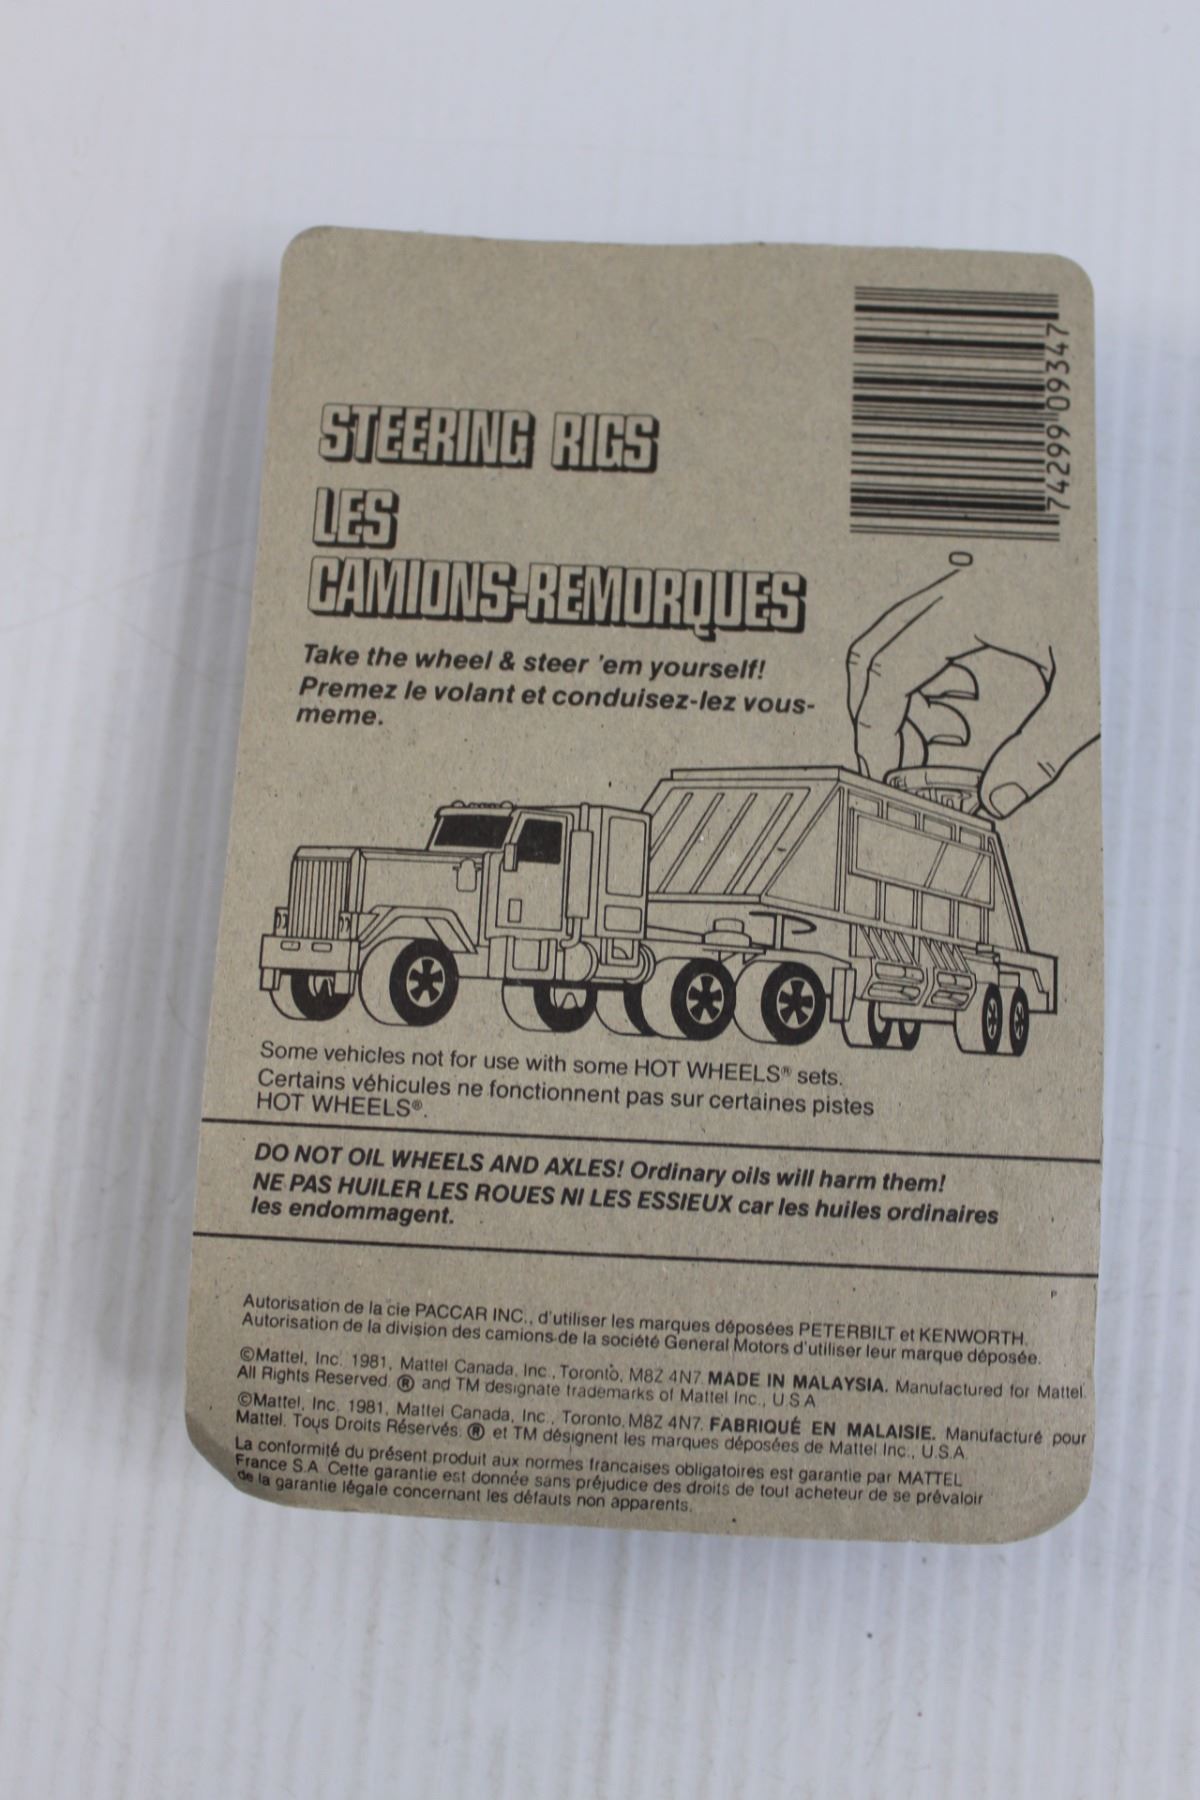 STEERING RIGS
LES
CAMIONS-REMORQUES
Take the wheel & steer 'em yourself!
Premez le volant et conduisez-lez vous-
meme.
0 74299 09347
Some vehicles not for use with some HOT WHEELS® sets.
Certains véhicules ne fonctionnent pas sur certaines pistes
HOT WHEELS®.
DO NOT OIL WHEELS AND AXLES! Ordinary oils will harm them!
NE PAS HUILER LES ROUES NI LES ESSIEUX car les huiles ordinaires
les endommagent.
P
Autorisation de la cie PACCAR INC., d'utiliser les marques déposées PETERBILT et KENWORTH.
Autorisation de la division des camions de la société General Motors d'utiliser leur marque déposée.
©Mattel, Inc. 1981, Mattel Canada, Inc., Toronto, M8Z 4N7. MADE IN MALAYSIA. Manufactured for Mattel.
All Rights Reserved. ® and TM designate trademarks of Mattel Inc., U.S.A
©Mattel, Inc. 1981, Mattel Canada, Inc., Toronto, M8Z 4N7. FABRIQUÉ EN MALAISIE. Manufacturé pour
Mattel. Tous Droits Réservés. ® et TM désignent les marques déposées de Mattel Inc., U.S.A.
La conformité du présent produit aux normes francaises obligatoires est garantie par MATTEL
France S.A. Cette garantie est donnée sans préjudice des droits de tout acheteur de se prévaloir
de la garantie légale concernant les défauts non apparents.